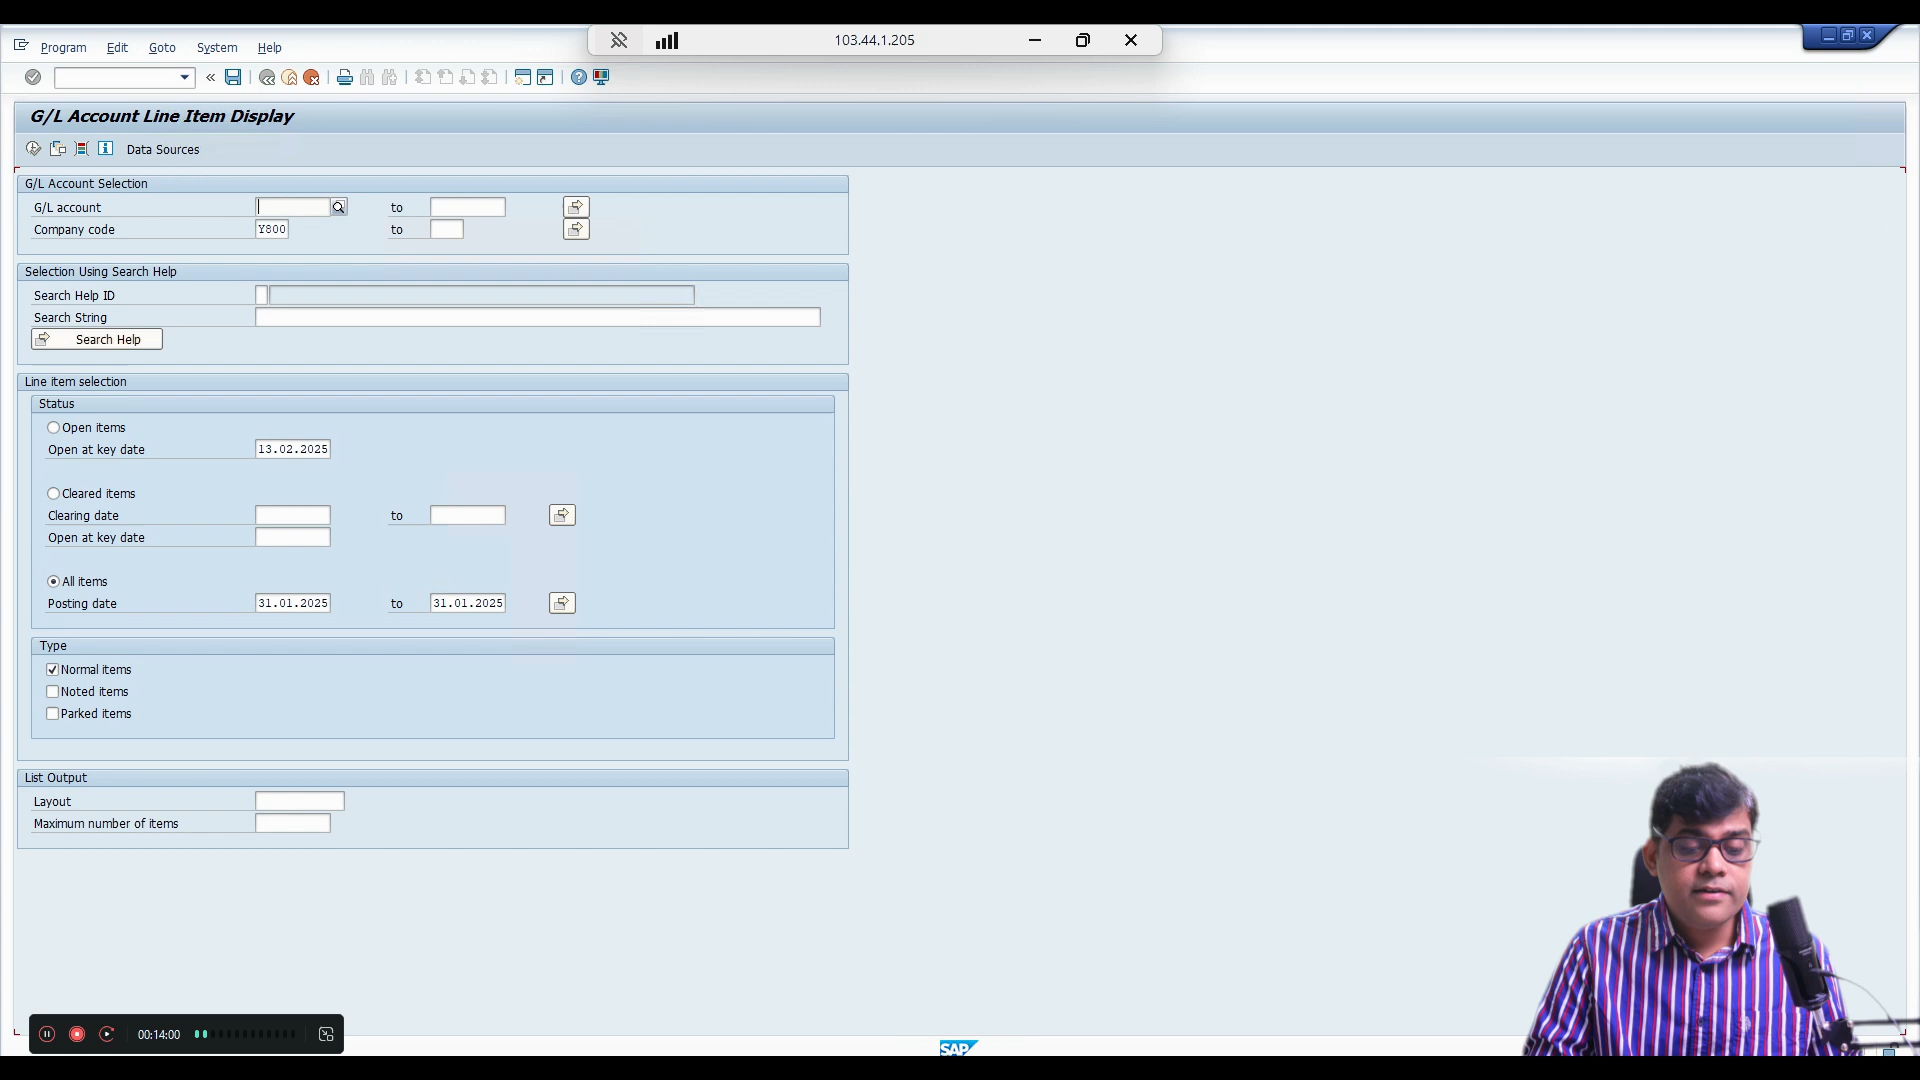 103.44.1.205
Program Edit Goto System Help
G/L Account Line Item Display
Data Sources
G/L Account Selection
G/L account to
Company code Y800 to
Selection Using Search Help
Search Help ID
Search String
Search Help
Line item selection
Status
Open items
Open at key date 13.02.2025
Cleared items
Clearing date to
Open at key date
All items
Posting date 31.01.2025 to 31.01.2025
Type
Normal items
Noted items
Parked items
List Output
Layout
Maximum number of items
00:14:00
SAP